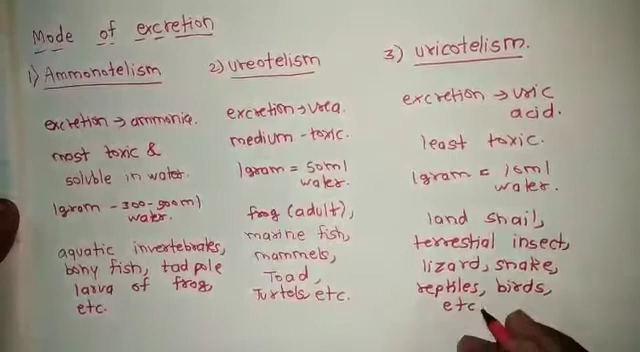 Mode of excretion
1) Ammonotelism
excretion → ammonia.
most toxic &
soluble in water.
1gram - 300-500ml
water.
aquatic invertebrates,
bony fish, tad pole
larva of frog,
etc.
2) ureotelism
excretion → urea.
medium - toxic.
1gram = 50ml
water.
frog (adult),
marine fish,
mammels,
Toad,
Turtels etc.
3) uricotelism.
excretion → uric
acid.
least toxic.
1gram = 15ml
water.
land snail,
terrestial insect,
lizard, snake,
reptiles, birds,
etc